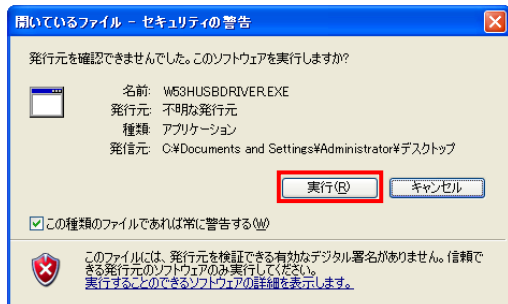 開いているファイル - セキュリティの警告
発行元を確認できませんでした。このソフトウェアを実行しますか?
名前: W53HUSBDRIVER.EXE
発行元: 不明な発行元
種類: アプリケーション
発信元: C:¥Documents and Settings¥Administrator¥デスクトップ
実行(R)
キャンセル
この種類のファイルであれば常に警告する(W)
このファイルには、発行元を検証できる有効なデジタル署名がありません。信頼で
きる発行元のソフトウェアのみ実行してください。
実行することのできるソフトウェアの詳細を表示します。